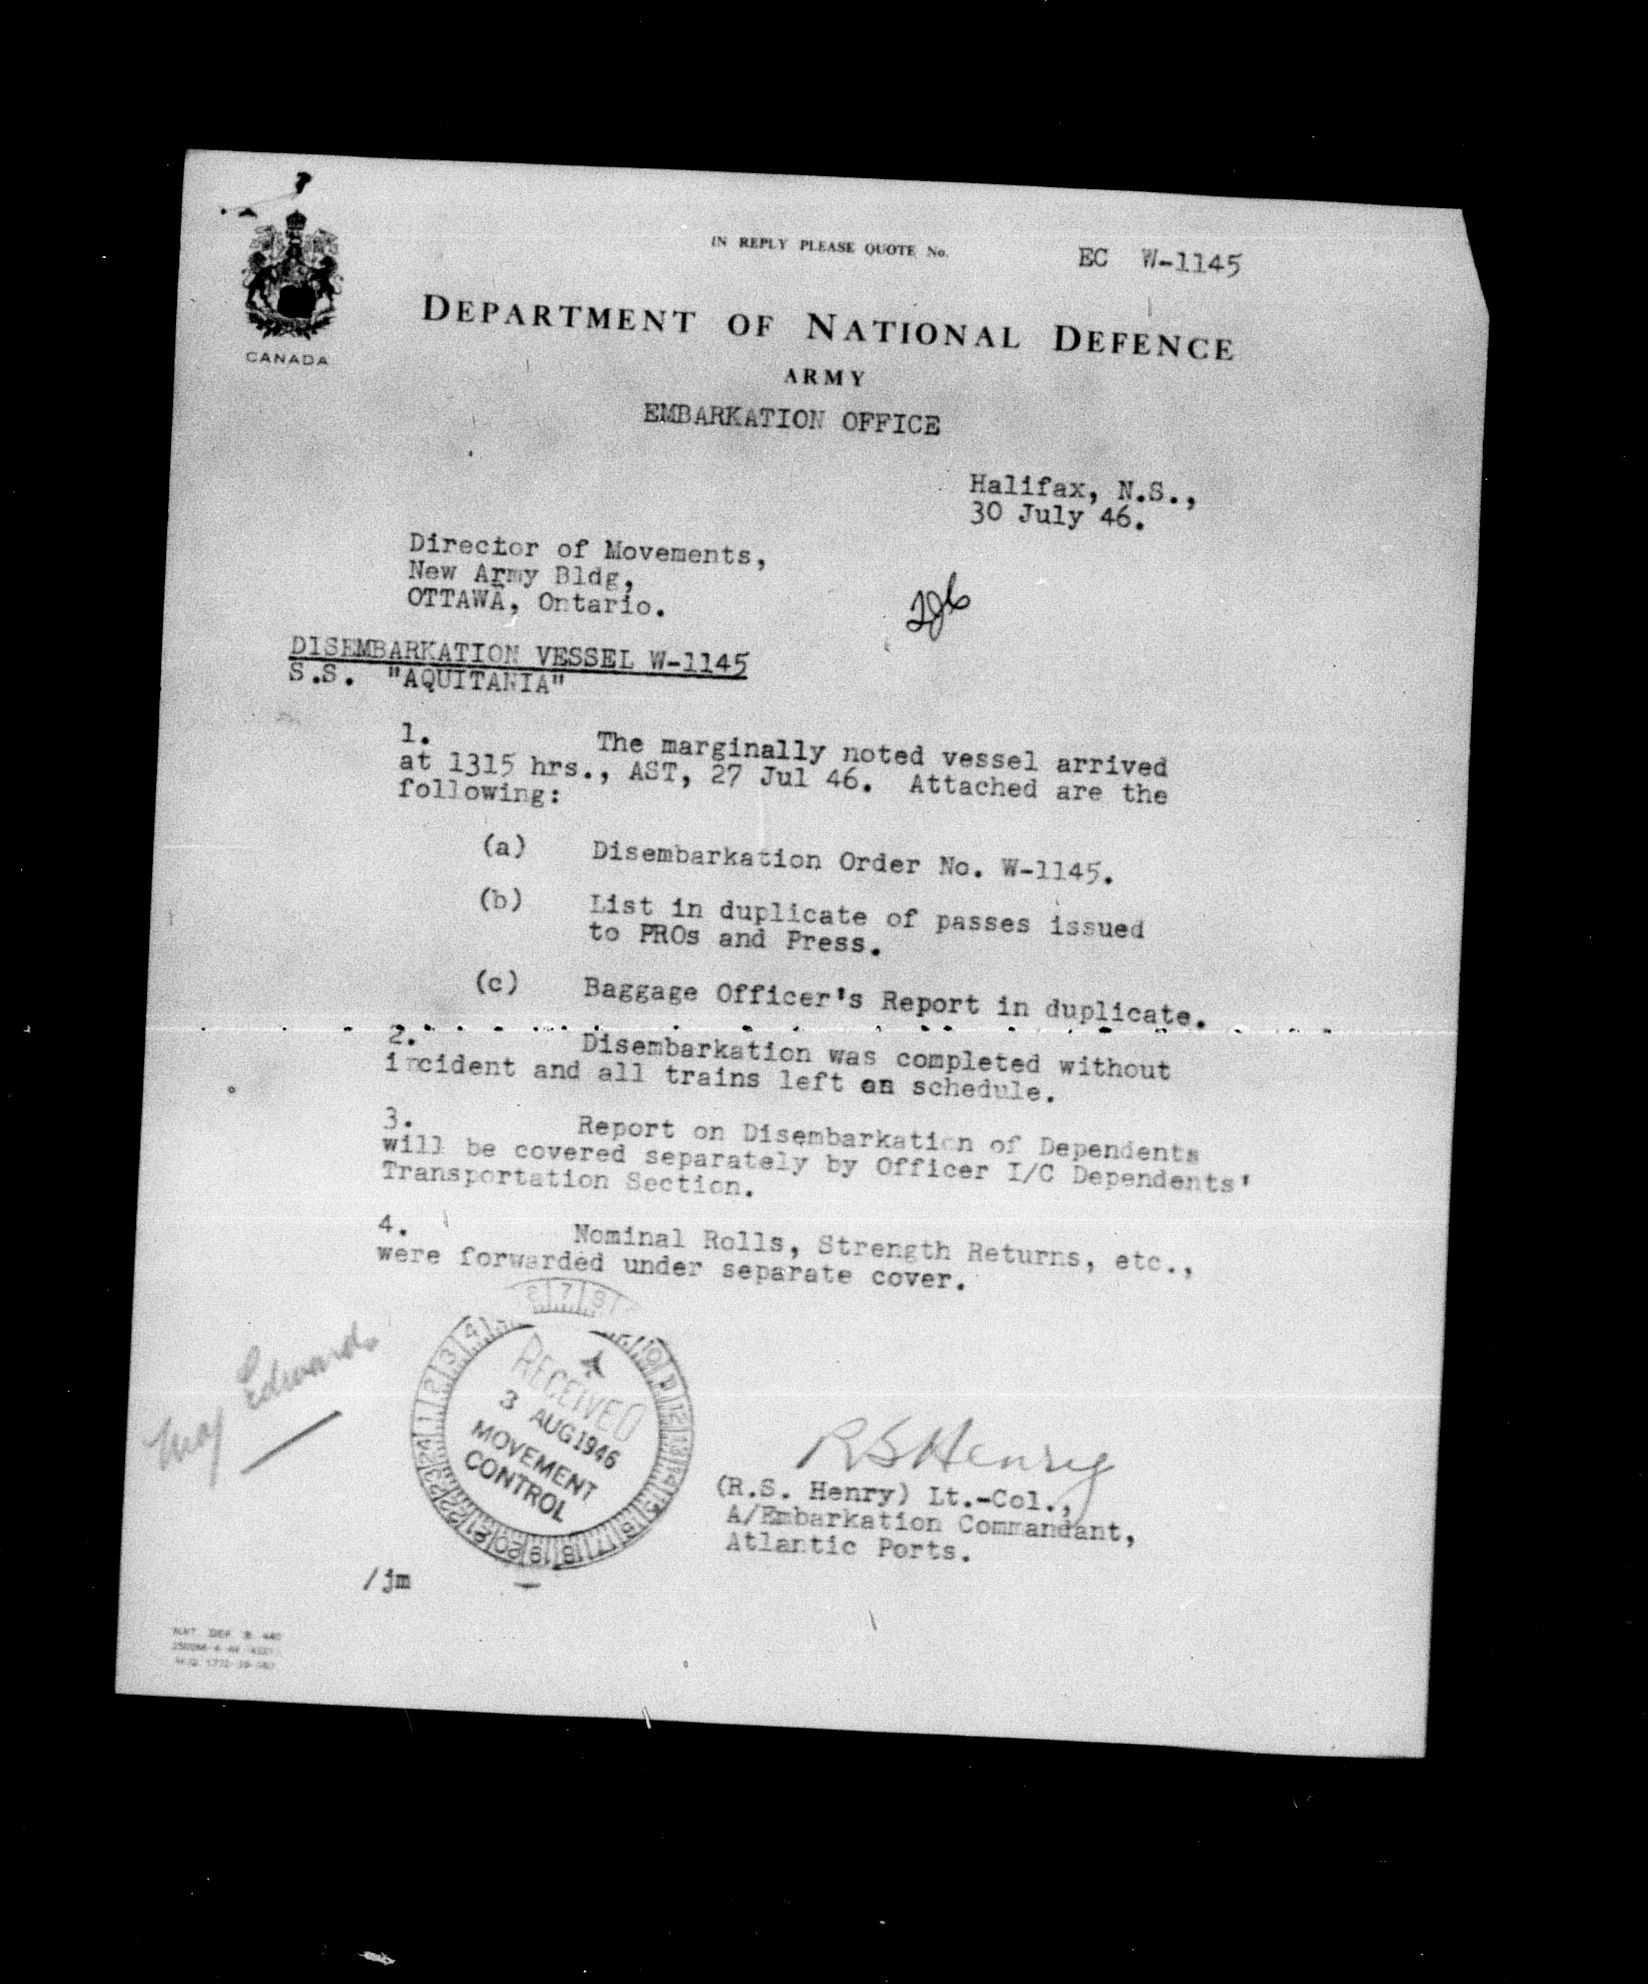 IN REPLY PLEASE QUOTE No. EC W-1145
CANADA
DEPARTMENT OF NATIONAL DEFENCE
ARMY
EMBARKATION OFFICE
Halifax, N.S.,
30 July 46.
Director of Movements,
New Army Bldg,
OTTAWA, Ontario.
DISEMBARKATION VESSEL W-1145
S.S. "AQUITANIA"
1. The marginally noted vessel arrived
at 1315 hrs., AST, 27 Jul 46. Attached are the
following:
(a) Disembarkation Order No. W-1145.
(b) List in duplicate of passes issued
to PROs and Press.
(c) Baggage Officer's Report in duplicate.
2. Disembarkation was completed without
incident and all trains left on schedule.
3. Report on Disembarkation of Dependents
will be covered separately by Officer I/C Dependents'
Transportation Section.
4. Nominal Rolls, Strength Returns, etc.,
were forwarded under separate cover.
Maj Edwards
RECEIVED
3 AUG 1946
MOVEMENT
CONTROL
RSHenry
(R.S. Henry) Lt.-Col.,
A/Embarkation Commandant,
Atlantic Ports.
/jm